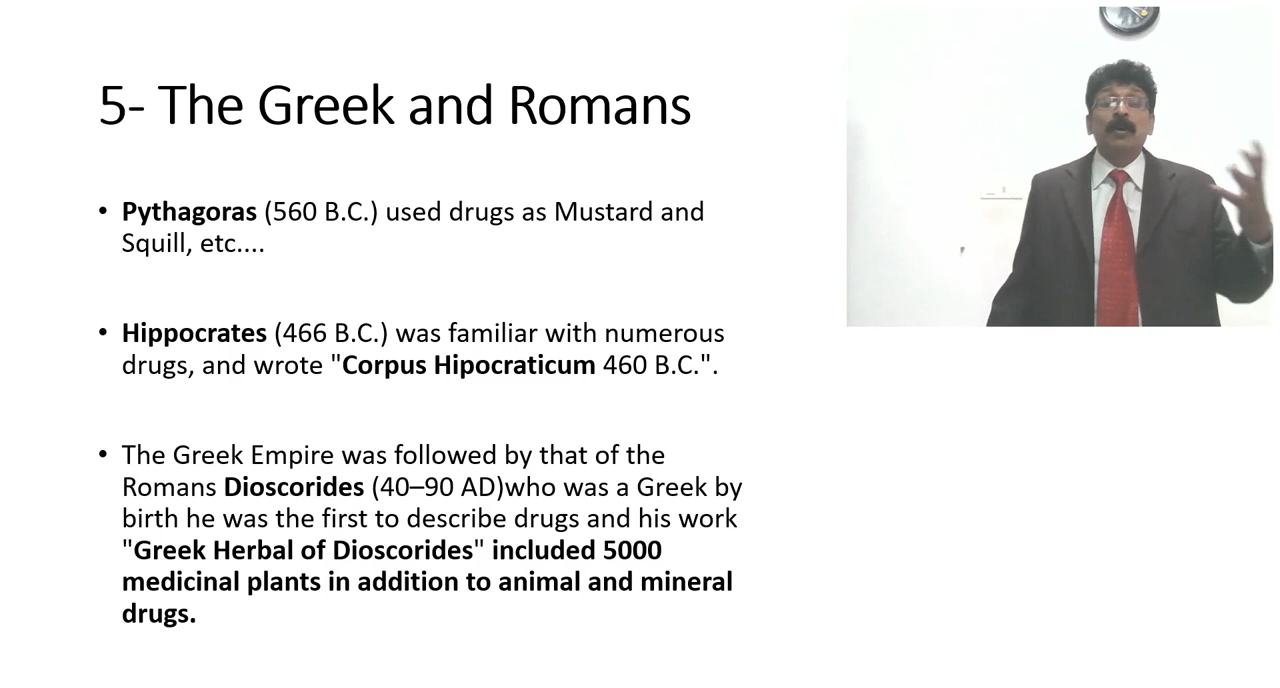 5- The Greek and Romans
• Pythagoras (560 B.C.) used drugs as Mustard and
Squill, etc....
• Hippocrates (466 B.C.) was familiar with numerous
drugs, and wrote "Corpus Hipocraticum 460 B.C.".
• The Greek Empire was followed by that of the
Romans Dioscorides (40–90 AD)who was a Greek by
birth he was the first to describe drugs and his work
"Greek Herbal of Dioscorides" included 5000
medicinal plants in addition to animal and mineral
drugs.